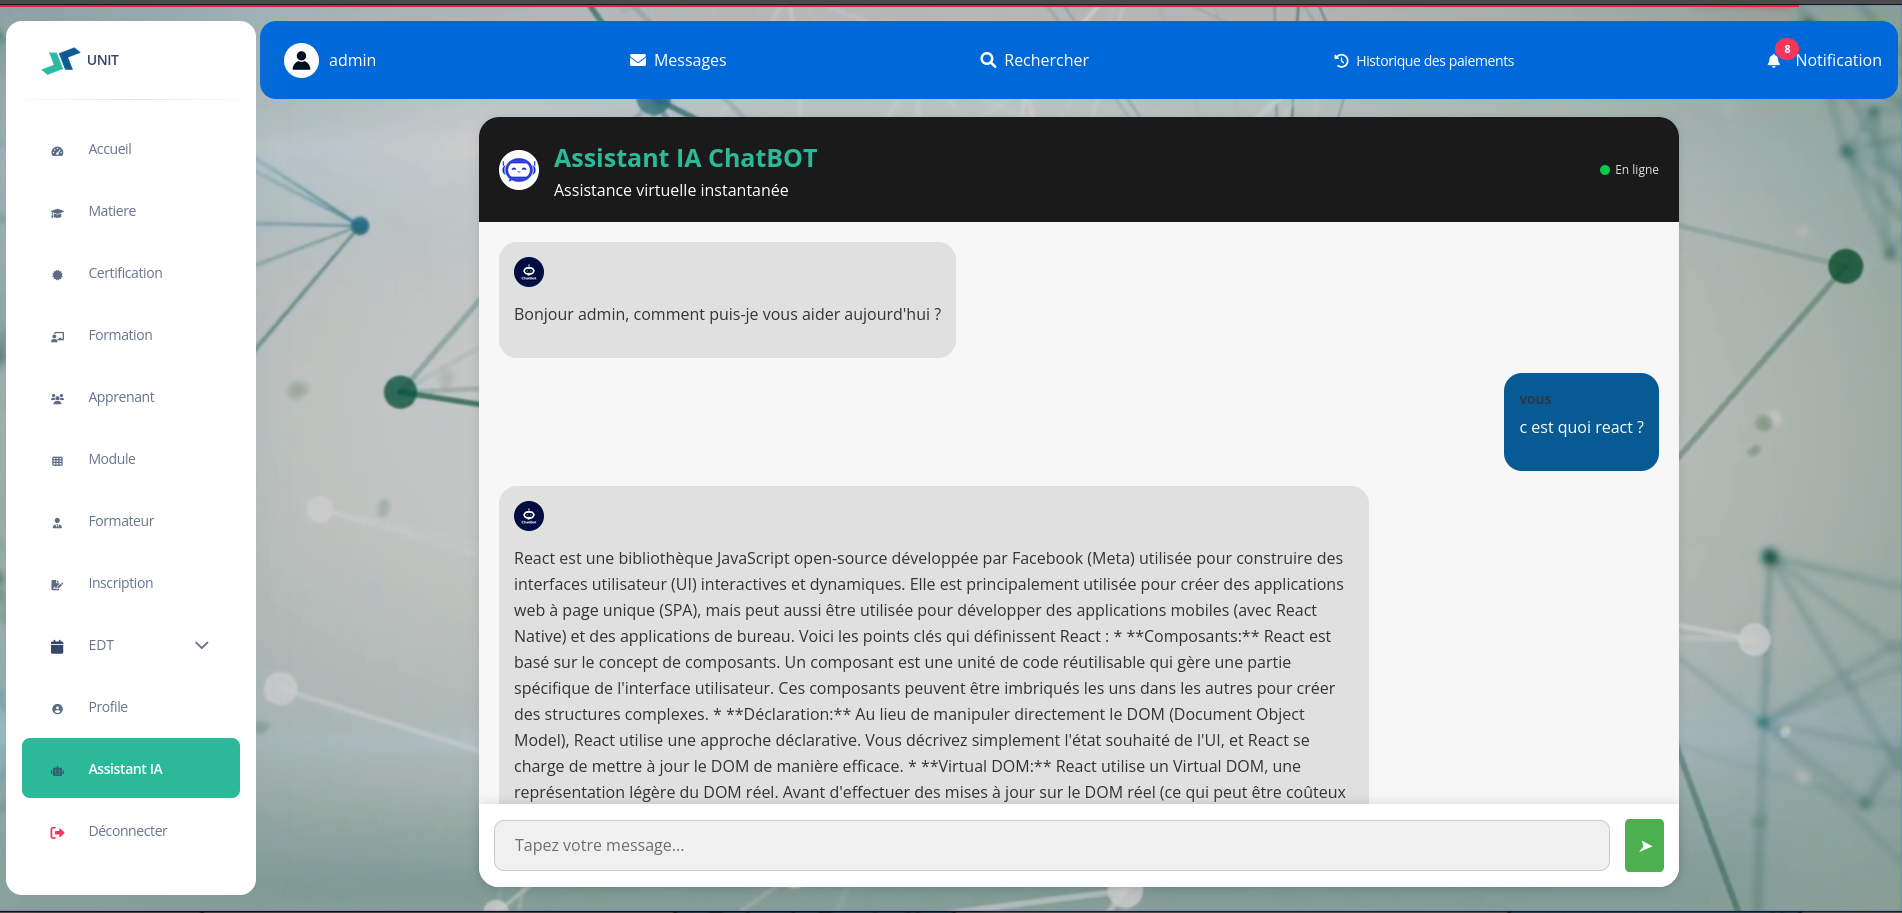 UNIT
admin
Messages
Rechercher
Historique des paiements
8
Notification
Accueil
Matiere
Certification
Formation
Apprenant
Module
Formateur
Inscription
EDT
Profile
Assistant IA
Déconnecter
Assistant IA ChatBOT
Assistance virtuelle instantanée
En ligne
ChatBot
Bonjour admin, comment puis-je vous aider aujourd'hui ?
vous
c est quoi react ?
ChatBot
React est une bibliothèque JavaScript open-source développée par Facebook (Meta) utilisée pour construire des
interfaces utilisateur (UI) interactives et dynamiques. Elle est principalement utilisée pour créer des applications
web à page unique (SPA), mais peut aussi être utilisée pour développer des applications mobiles (avec React
Native) et des applications de bureau. Voici les points clés qui définissent React : * **Composants:** React est
basé sur le concept de composants. Un composant est une unité de code réutilisable qui gère une partie
spécifique de l'interface utilisateur. Ces composants peuvent être imbriqués les uns dans les autres pour créer
des structures complexes. * **Déclaration:** Au lieu de manipuler directement le DOM (Document Object
Model), React utilise une approche déclarative. Vous décrivez simplement l'état souhaité de l'UI, et React se
charge de mettre à jour le DOM de manière efficace. * **Virtual DOM:** React utilise un Virtual DOM, une
représentation légère du DOM réel. Avant d'effectuer des mises à jour sur le DOM réel (ce qui peut être coûteux
Tapez votre message...